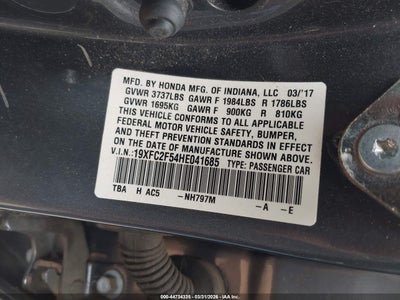 MFD. BY HONDA MFG. OF INDIANA, LLC 03/'17
GVWR 3737LBS GAWR F 1984LBS R 1786LBS
GVWR 1695KG GAWR F 900KG R 810KG
THIS VEHICLE CONFORMS TO ALL APPLICABLE
FEDERAL MOTOR VEHICLE SAFETY, BUMPER,
AND THEFT PREVENTION STANDARDS IN EFFECT
ON THE DATE OF MANUFACTURE SHOWN ABOVE.
V.I.N.:19XFC2F54HE041685 TYPE: PASSENGER CAR
TBA H AC5 -NH797M -A -E
000-44734335 - 03/31/2026 - © IAA, LLC